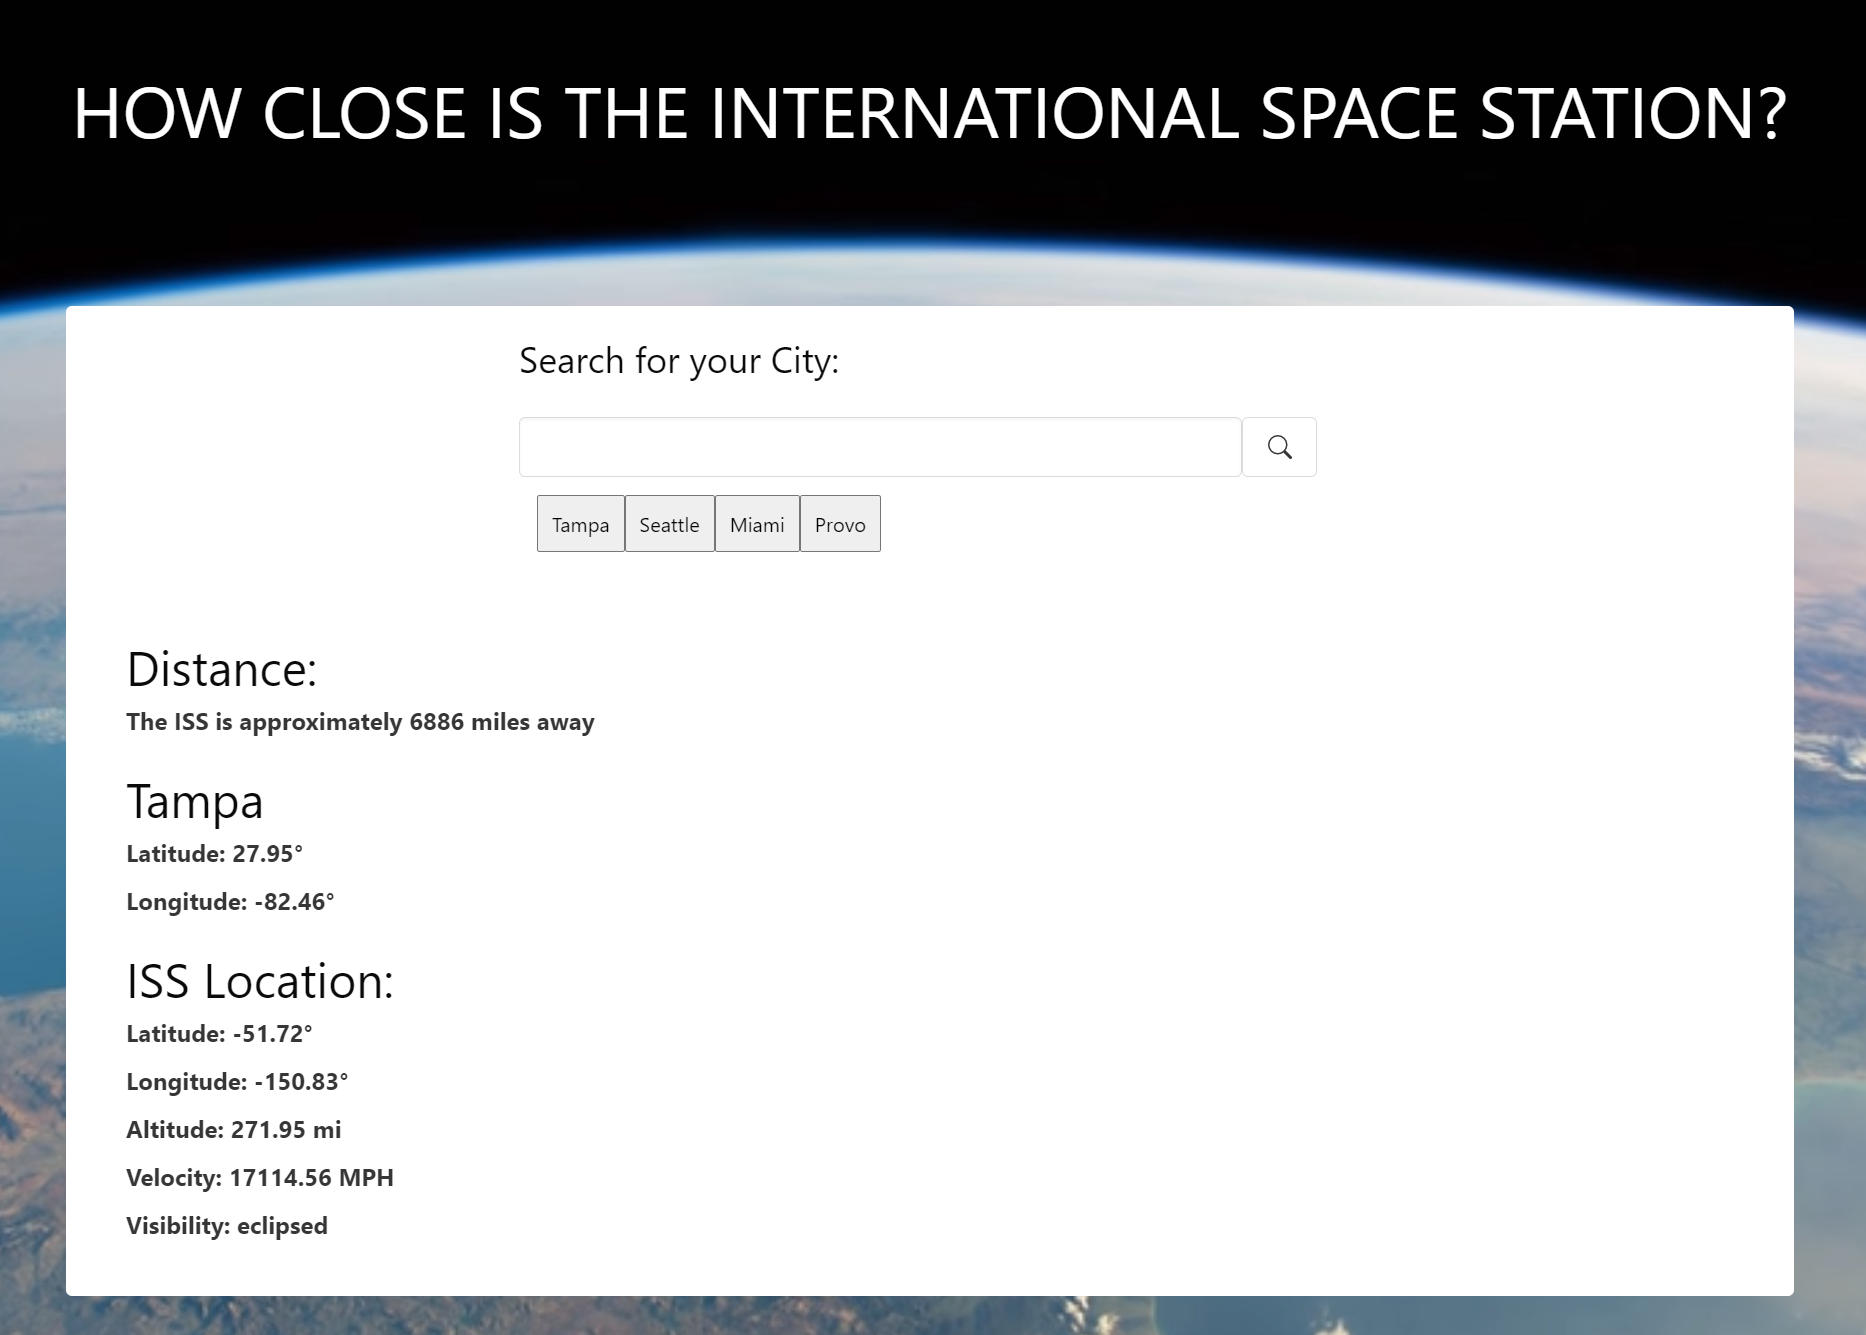 HOW CLOSE IS THE INTERNATIONAL SPACE STATION?
Search for your City:
Tampa Seattle Miami Provo
Distance:
The ISS is approximately 6886 miles away
Tampa
Latitude: 27.95°
Longitude: -82.46°
ISS Location:
Latitude: -51.72°
Longitude: -150.83°
Altitude: 271.95 mi
Velocity: 17114.56 MPH
Visibility: eclipsed